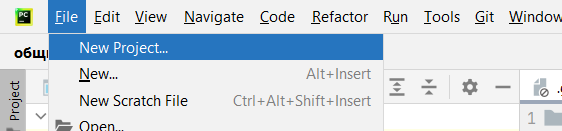 PC File Edit View Navigate Code Refactor Run Tools Git Window
общ
New Project...
New... Alt+Insert
New Scratch File Ctrl+Alt+Shift+Insert
Open...
Project
1